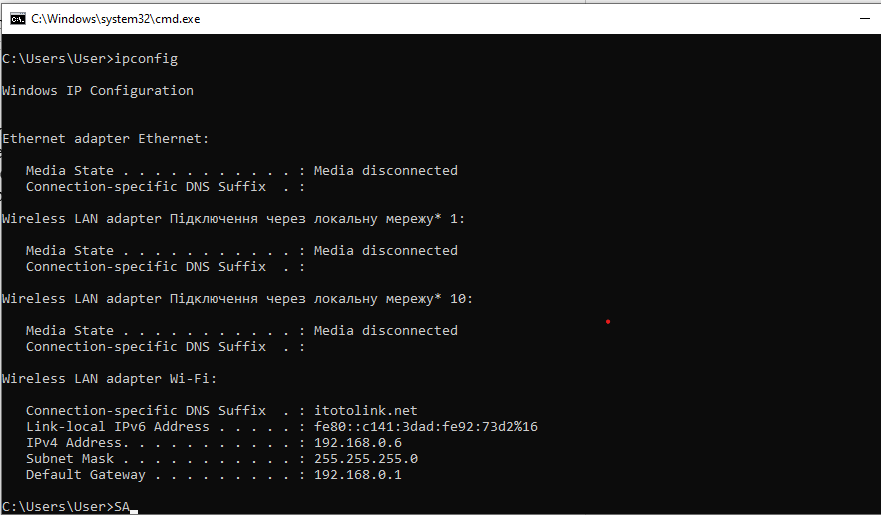 C:\Windows\system32\cmd.exe
C:\Users\User>ipconfig
Windows IP Configuration
Ethernet adapter Ethernet:
Media State . . . . . . . . . . . : Media disconnected
Connection-specific DNS Suffix  . :
Wireless LAN adapter Підключення через локальну мережу* 1:
Media State . . . . . . . . . . . : Media disconnected
Connection-specific DNS Suffix  . :
Wireless LAN adapter Підключення через локальну мережу* 10:
Media State . . . . . . . . . . . : Media disconnected
Connection-specific DNS Suffix  . :
Wireless LAN adapter Wi-Fi:
Connection-specific DNS Suffix  . : itotolink.net
Link-local IPv6 Address . . . . . : fe80::c141:3dad:fe92:73d2%16
IPv4 Address. . . . . . . . . . . : 192.168.0.6
Subnet Mask . . . . . . . . . . . : 255.255.255.0
Default Gateway . . . . . . . . . : 192.168.0.1
C:\Users\User>SA